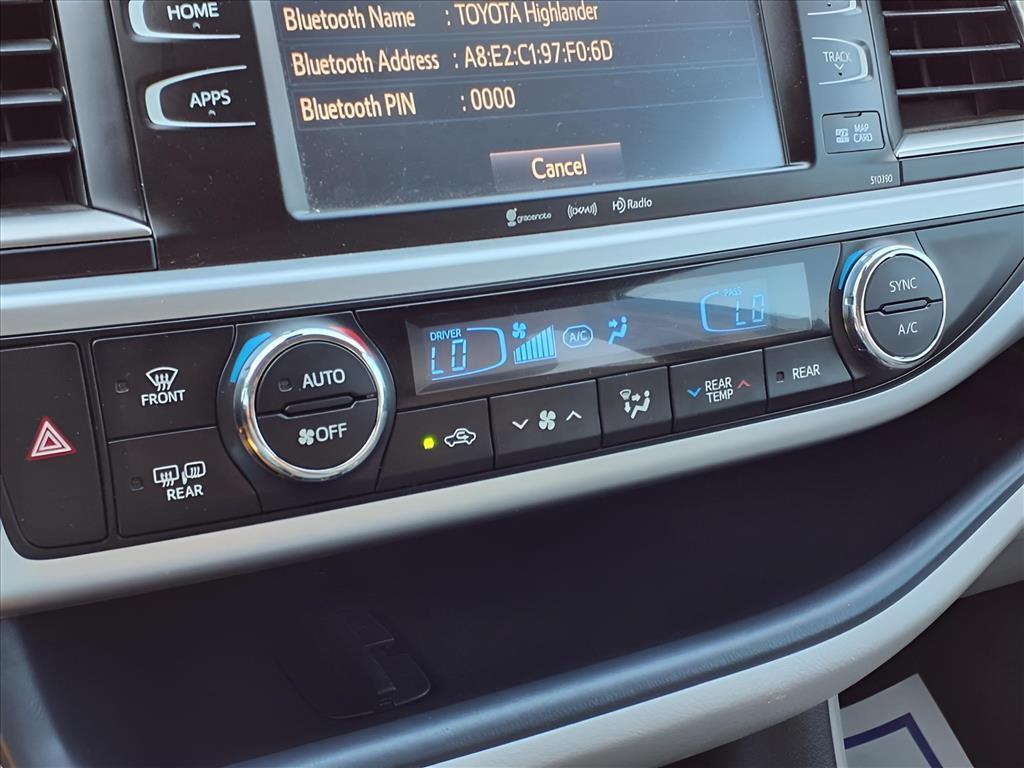 HOME
APPS
Bluetooth Name : TOYOTA Highlander
Bluetooth Address : A8:E2:C1:97:F0:6D
Bluetooth PIN : 0000
Cancel
TRACK
MAP
CARD
510390
gracenote
HD Radio
DRIVER
LO
A/C
PASS
LO
SYNC
A/C
FRONT
REAR
AUTO
OFF
REAR
TEMP
REAR